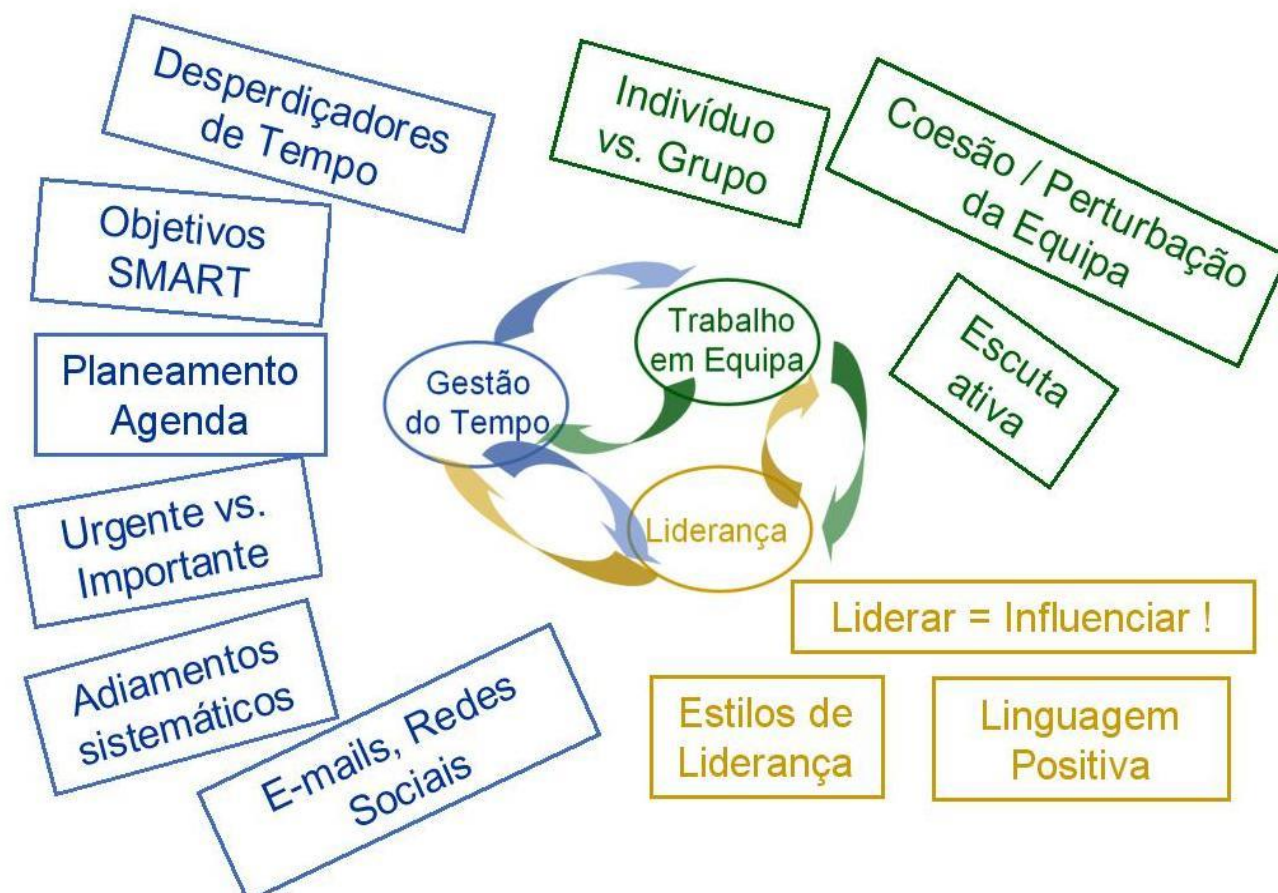 Desperdiçadores
de Tempo
Objetivos
SMART
Planeamento
Agenda
Urgente vs.
Importante
Adiamentos
sistemáticos
E-mails, Redes
Sociais
Gestão
do Tempo
Trabalho
em Equipa
Liderança
Indivíduo
vs. Grupo
Coesão / Perturbação
da Equipa
Escuta
ativa
Liderar = Influenciar !
Estilos de
Liderança
Linguagem
Positiva